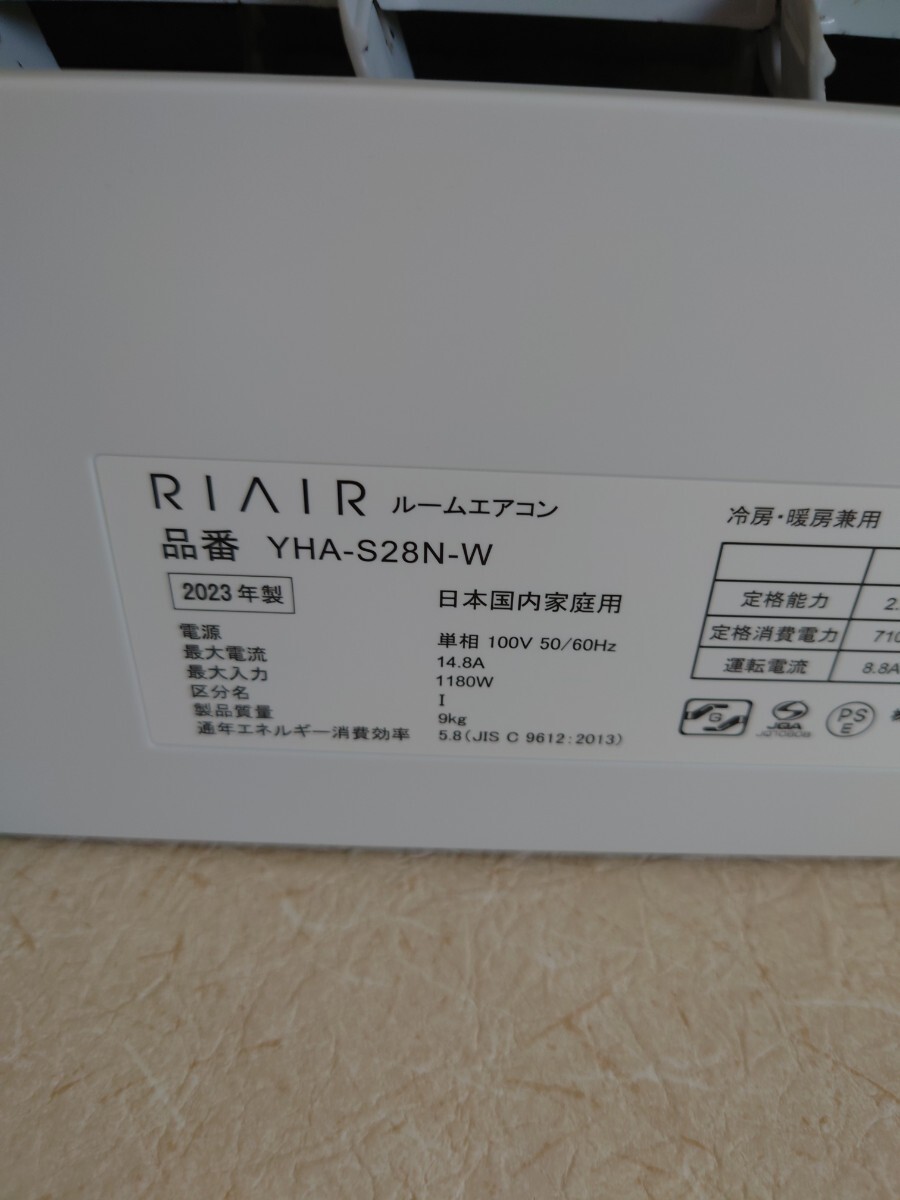 RIAIR ルームエアコン
品番 YHA-S28N-W
2023年製 日本国内家庭用
電源 単相 100V 50/60Hz
最大電流 14.8A
最大入力 1180W
区分名 I
製品質量 9kg
通年エネルギー消費効率 5.8(JIS C 9612:2013)
冷房・暖房兼用
定格能力 2.
定格消費電力 710
運転電流 8.8A
G
JQA
PS
E